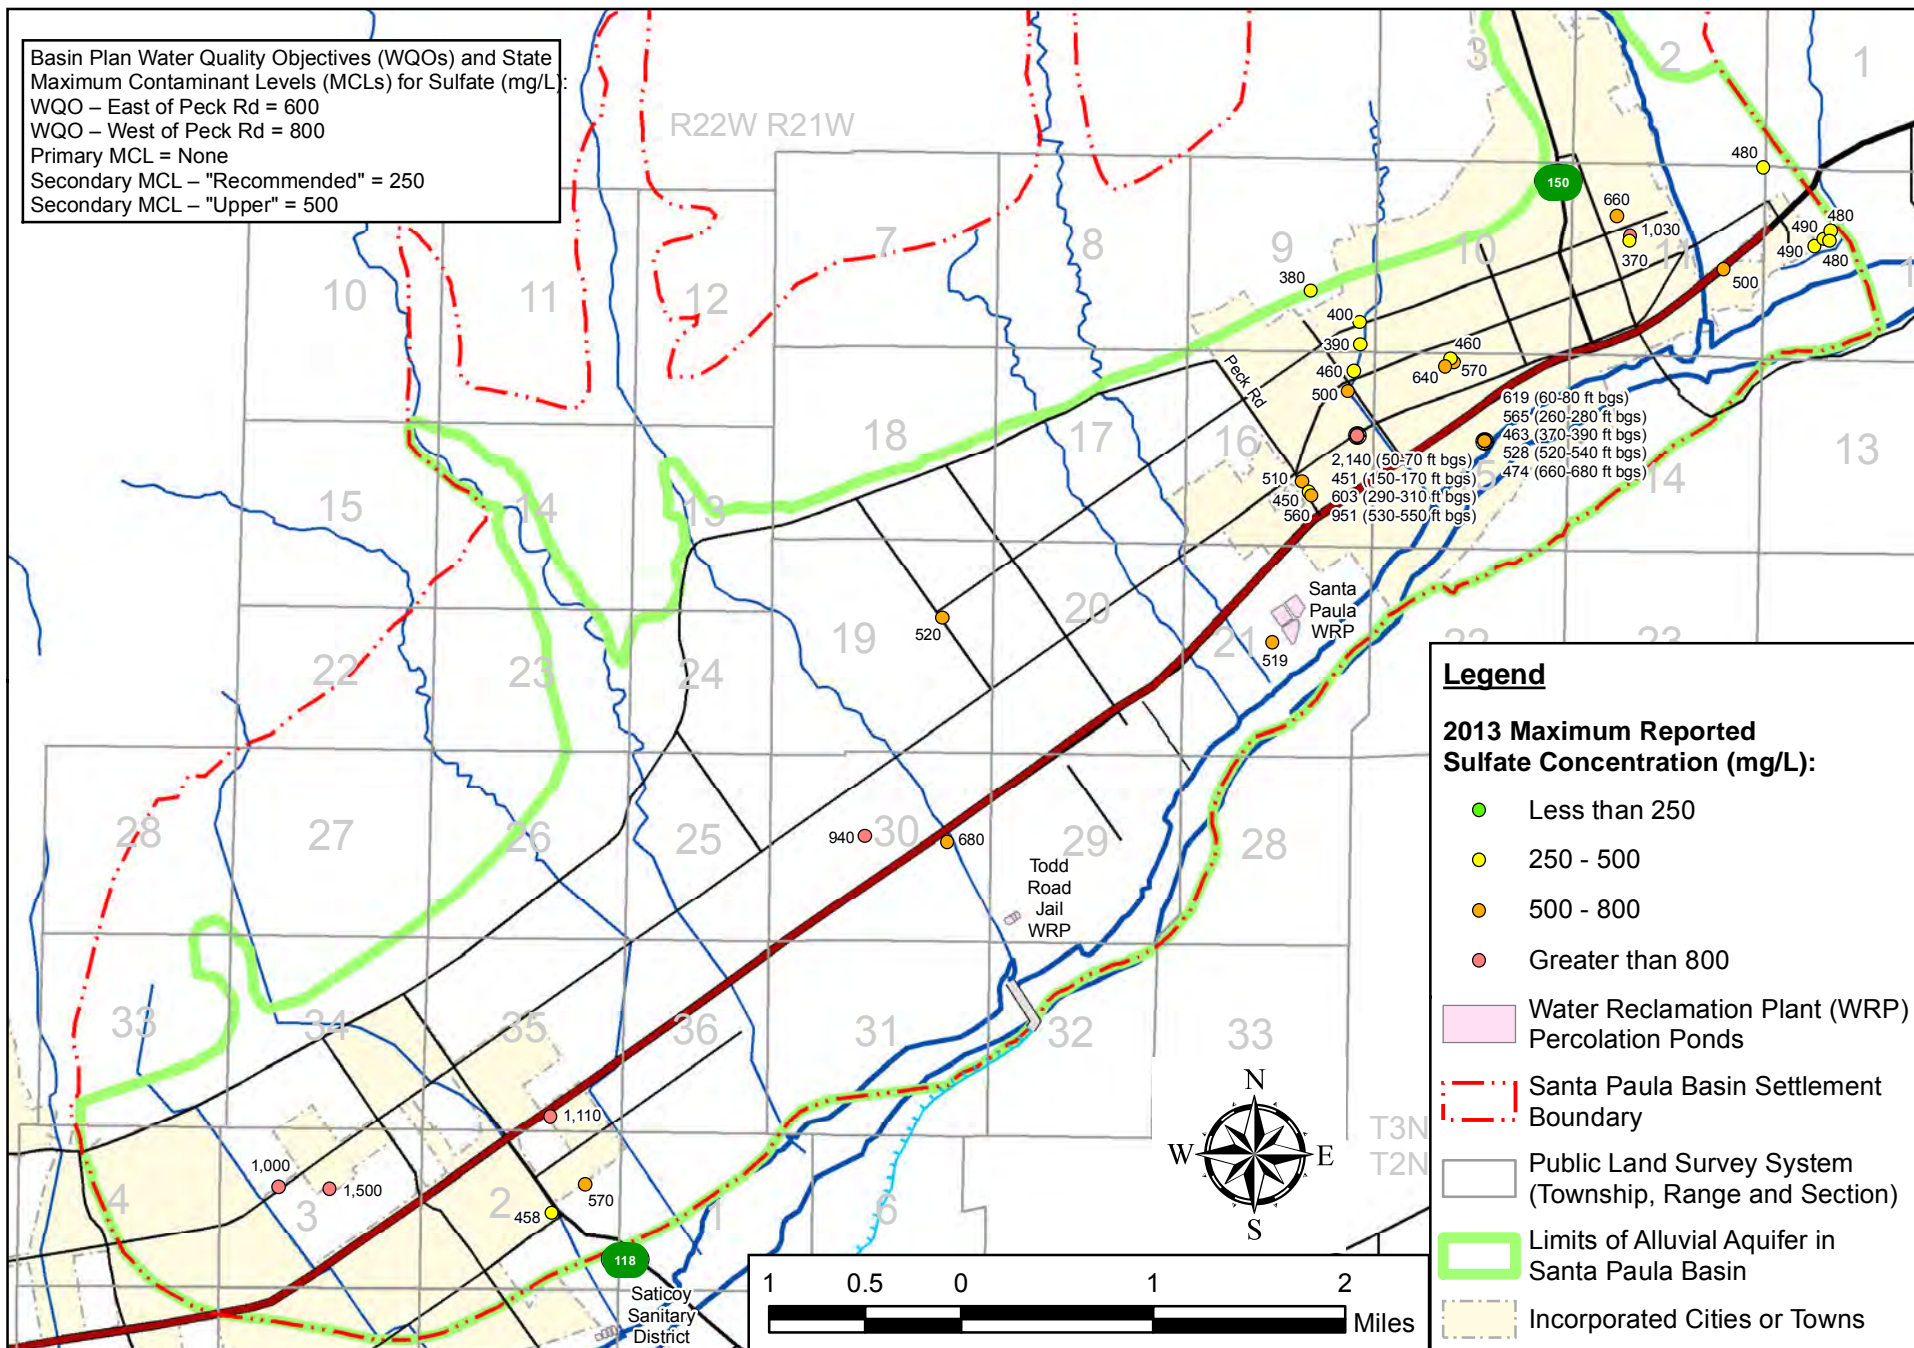 Basin Plan Water Quality Objectives (WQOs) and State
Maximum Contaminant Levels (MCLs) for Sulfate (mg/L):
WQO – East of Peck Rd = 600
WQO – West of Peck Rd = 800
Primary MCL = None
Secondary MCL – "Recommended" = 250
Secondary MCL – "Upper" = 500
R22W R21W
3
2
1
150
480
660
1,030
370
480
490
490
480
500
7
8
9
10
11
10
11
12
380
400
390
460
500
460
640
570
Peck Rd
619 (60-80 ft bgs)
565 (260-280 ft bgs)
463 (370-390 ft bgs)
528 (520-540 ft bgs)
474 (660-680 ft bgs)
2,140 (50-70 ft bgs)
451 (150-170 ft bgs)
603 (290-310 ft bgs)
951 (530-550 ft bgs)
510
450
560
15
14
13
18
17
16
15
14
13
22
23
24
19
20
21
22
23
520
519
Santa
Paula
WRP
28
27
26
25
30
29
28
940
680
Todd
Road
Jail
WRP
33
34
35
36
31
32
33
1,110
1,000
1,500
570
458
4
3
2
1
6
118
Saticoy
Sanitary
District
N
W
E
S
T3N
T2N
1 0.5 0 1 2
Miles
Legend
2013 Maximum Reported
Sulfate Concentration (mg/L):
Less than 250
250 - 500
500 - 800
Greater than 800
Water Reclamation Plant (WRP)
Percolation Ponds
Santa Paula Basin Settlement
Boundary
Public Land Survey System
(Township, Range and Section)
Limits of Alluvial Aquifer in
Santa Paula Basin
Incorporated Cities or Towns